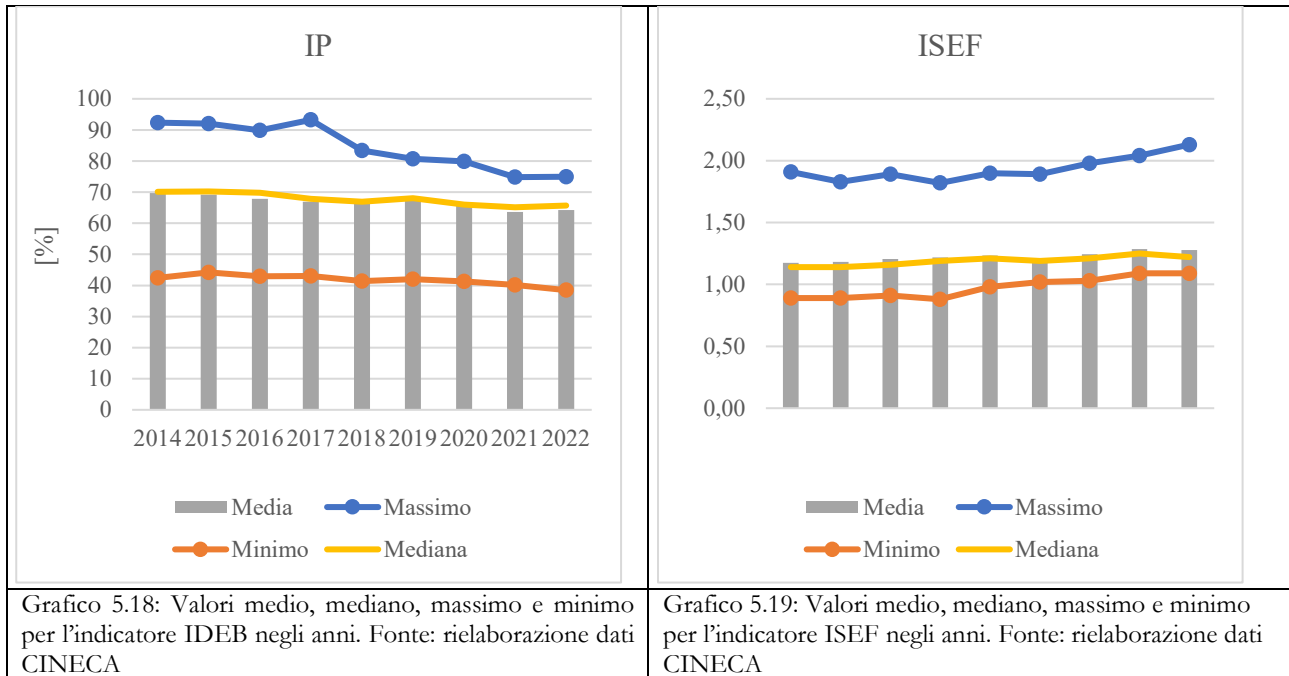 IP
100
90
80
70
60
50
40
30
20
10
0
[%]
2014 2015 2016 2017 2018 2019 2020 2021 2022
Media Massimo
Minimo Mediana
Grafico 5.18: Valori medio, mediano, massimo e minimo
per l'indicatore IDEB negli anni. Fonte: rielaborazione dati
CINECA
ISEF
2,50
2,00
1,50
1,00
0,50
0,00
Media Massimo
Minimo Mediana
Grafico 5.19: Valori medio, mediano, massimo e minimo
per l'indicatore ISEF negli anni. Fonte: rielaborazione dati
CINECA